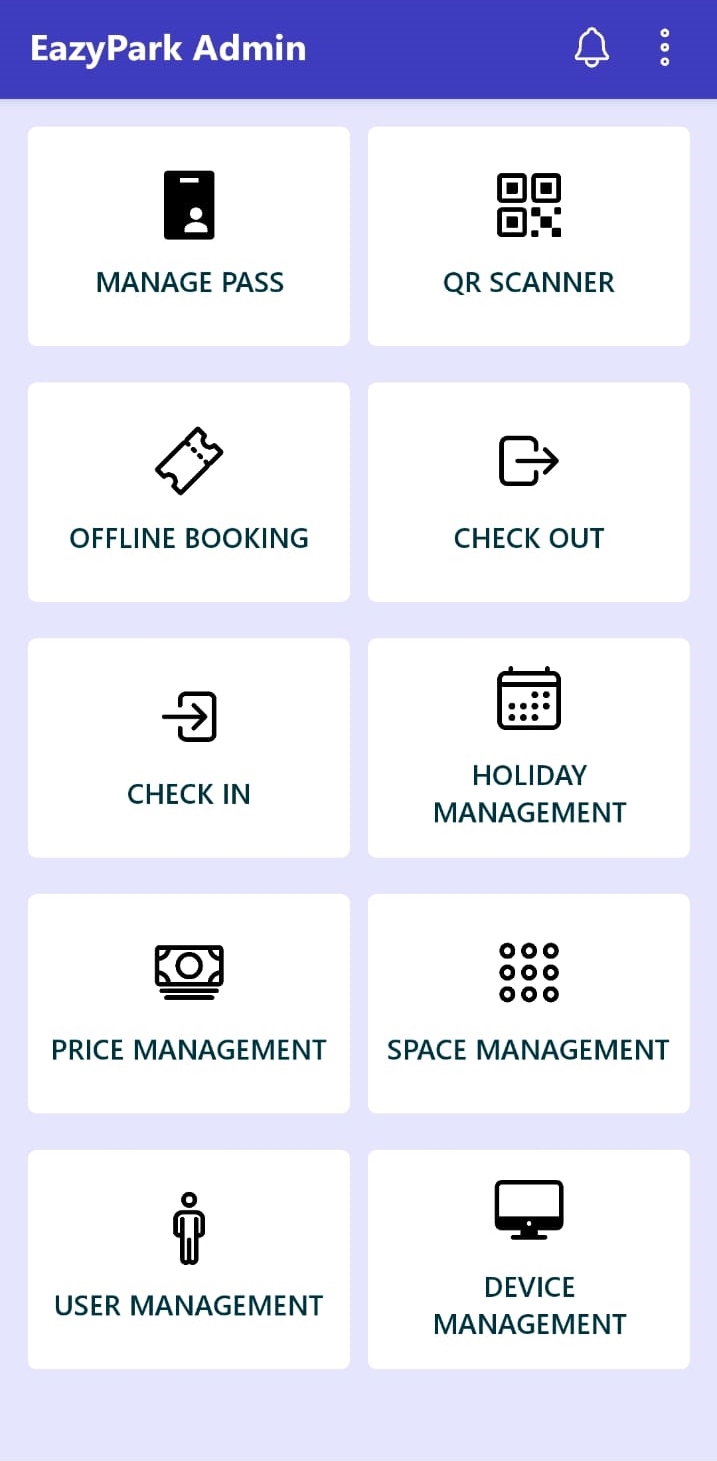 EazyPark Admin
MANAGE PASS
QR SCANNER
OFFLINE BOOKING
CHECK OUT
CHECK IN
HOLIDAY
MANAGEMENT
PRICE MANAGEMENT
SPACE MANAGEMENT
USER MANAGEMENT
DEVICE
MANAGEMENT